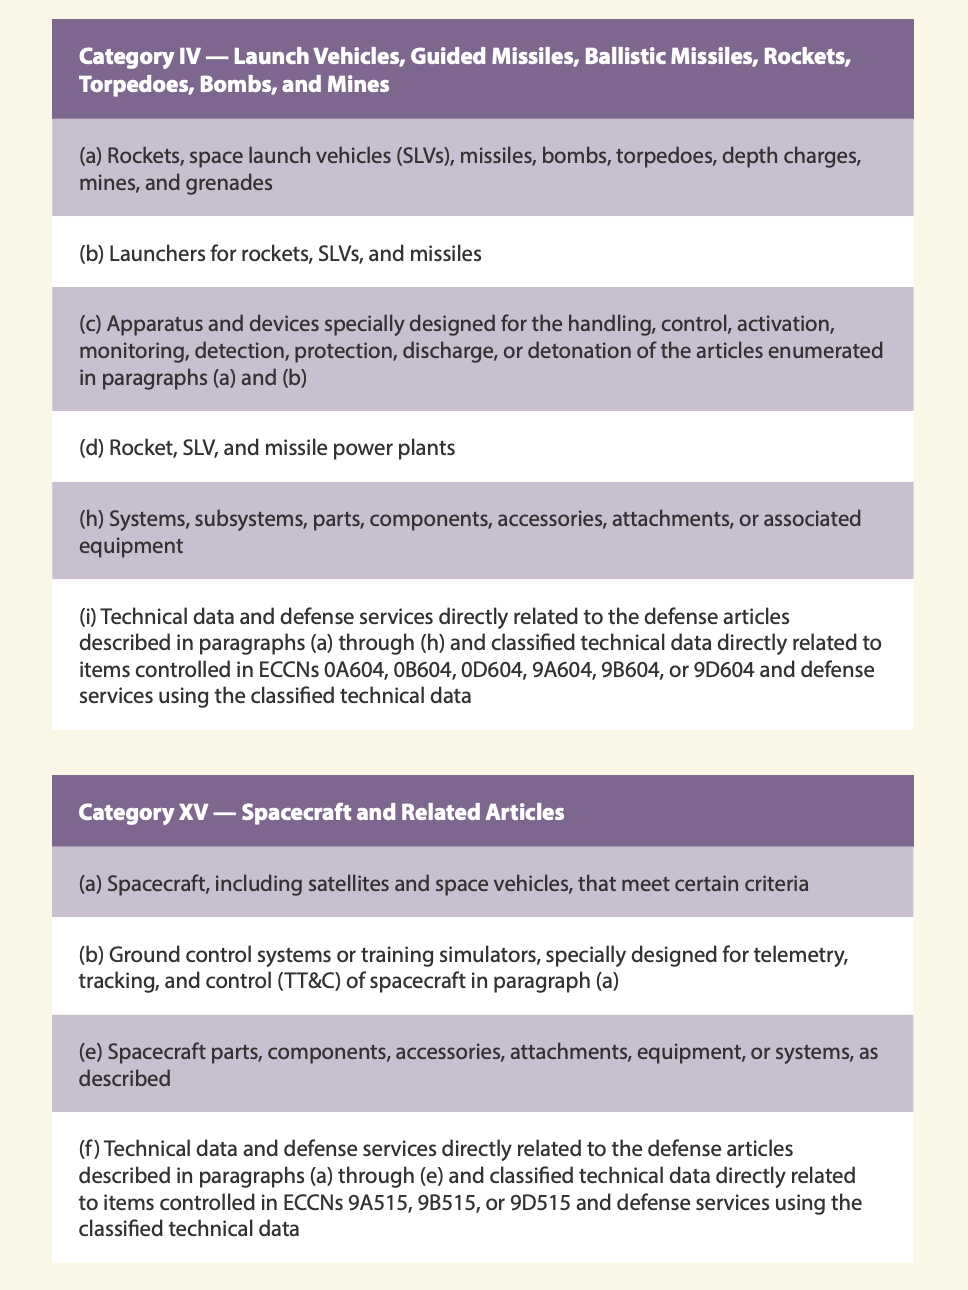 Category IV — Launch Vehicles, Guided Missiles, Ballistic Missiles, Rockets,
Torpedoes, Bombs, and Mines
(a) Rockets, space launch vehicles (SLVs), missiles, bombs, torpedoes, depth charges,
mines, and grenades
(b) Launchers for rockets, SLVs, and missiles
(c) Apparatus and devices specially designed for the handling, control, activation,
monitoring, detection, protection, discharge, or detonation of the articles enumerated
in paragraphs (a) and (b)
(d) Rocket, SLV, and missile power plants
(h) Systems, subsystems, parts, components, accessories, attachments, or associated
equipment
(i) Technical data and defense services directly related to the defense articles
described in paragraphs (a) through (h) and classified technical data directly related to
items controlled in ECCNs 0A604, 0B604, 0D604, 9A604, 9B604, or 9D604 and defense
services using the classified technical data
Category XV — Spacecraft and Related Articles
(a) Spacecraft, including satellites and space vehicles, that meet certain criteria
(b) Ground control systems or training simulators, specially designed for telemetry,
tracking, and control (TT&C) of spacecraft in paragraph (a)
(e) Spacecraft parts, components, accessories, attachments, equipment, or systems, as
described
(f) Technical data and defense services directly related to the defense articles
described in paragraphs (a) through (e) and classified technical data directly related
to items controlled in ECCNs 9A515, 9B515, or 9D515 and defense services using the
classified technical data